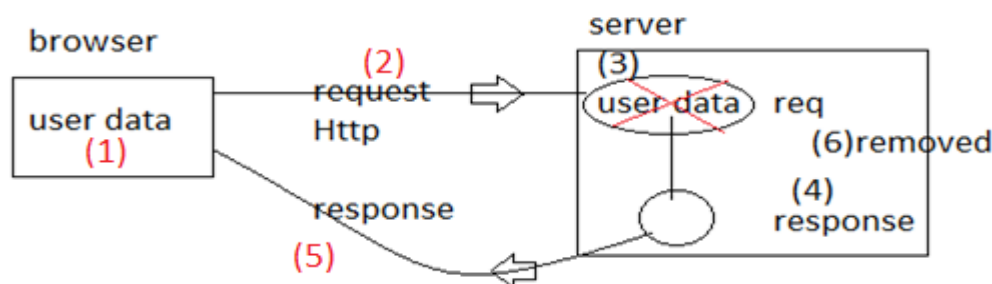 browser
server
user data
(1)
(2)
request
Http
(3)
user data
req
(6)removed
(4)
response
response
(5)